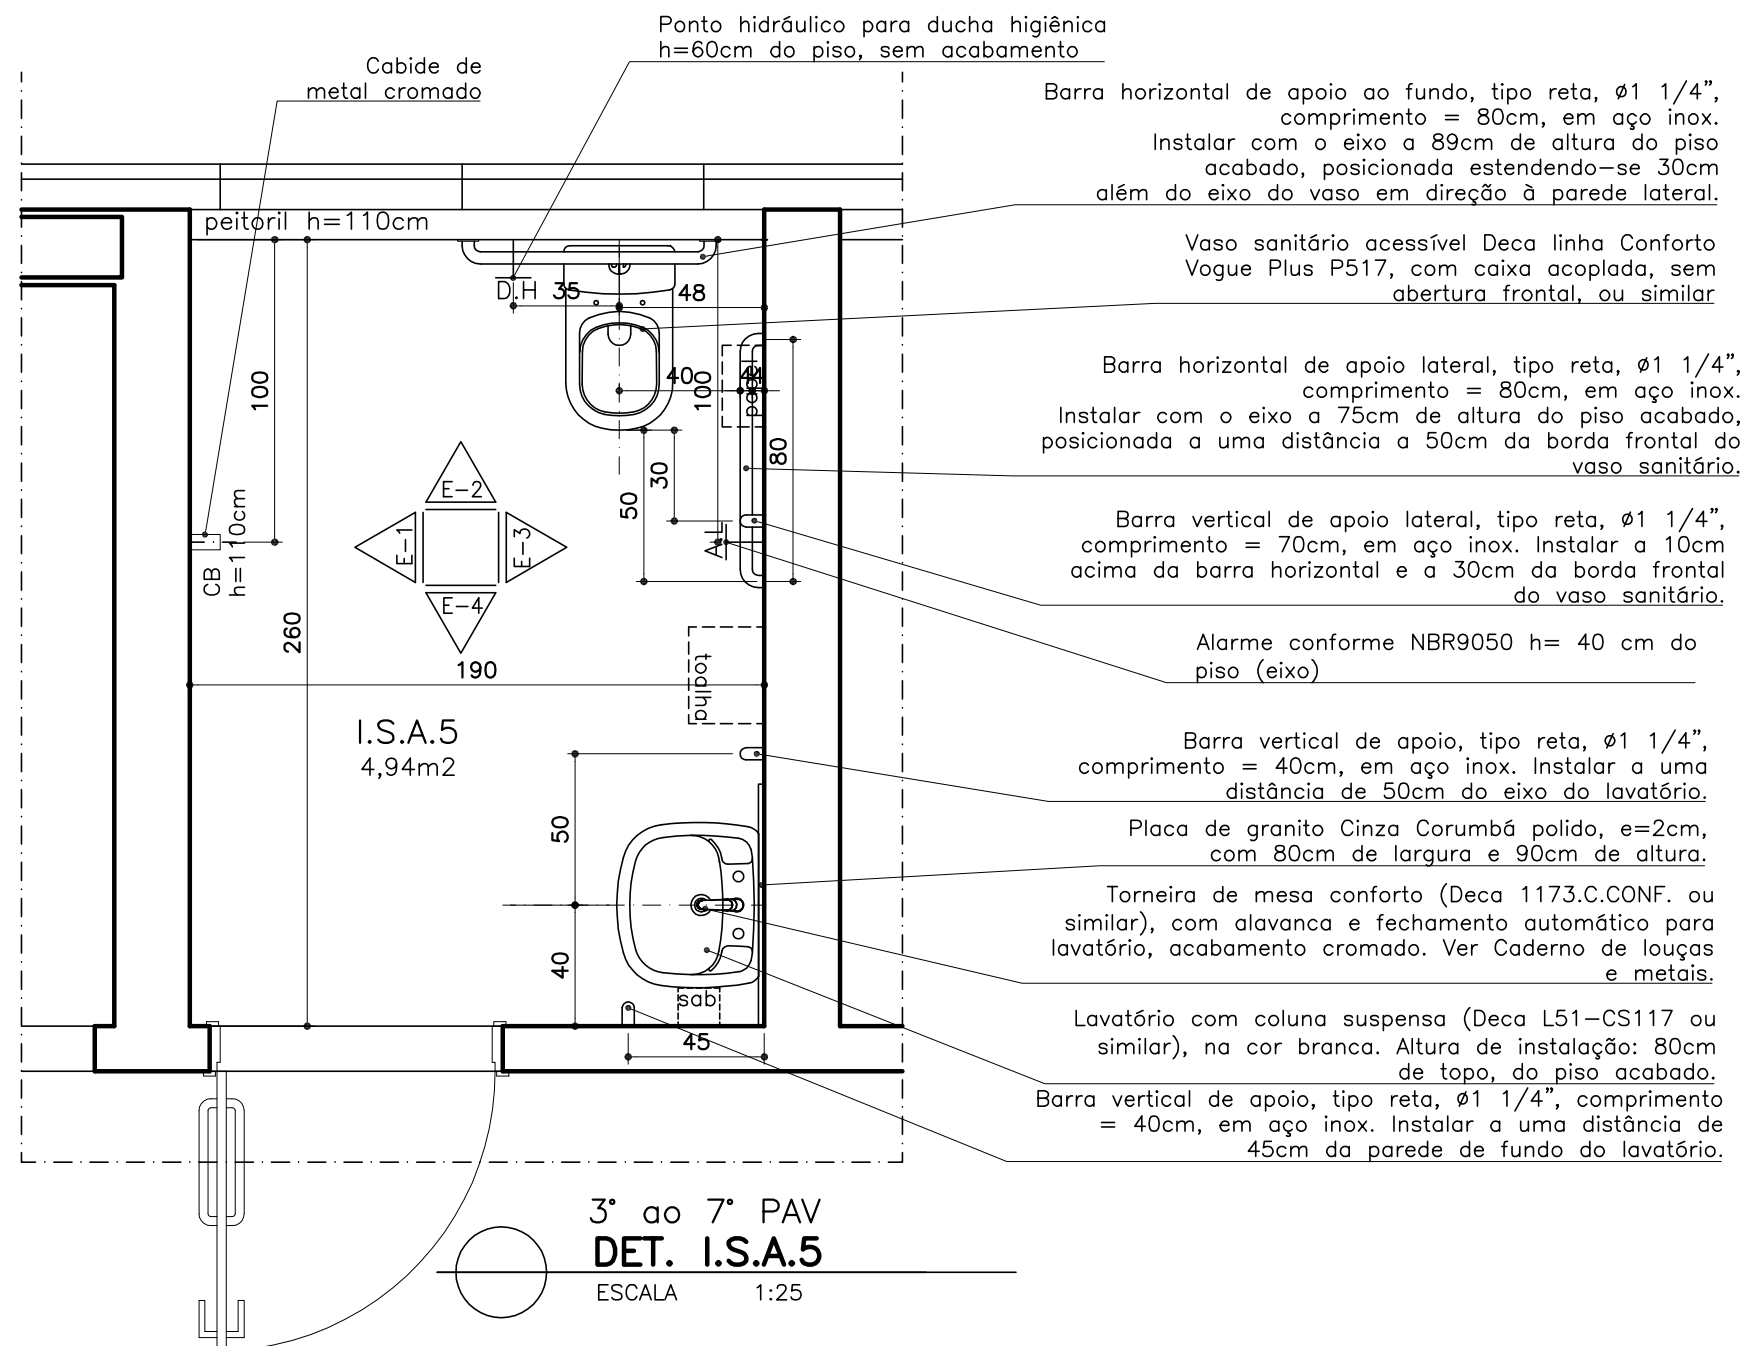 Ponto hidráulico para ducha higiênica
h=60cm do piso, sem acabamento
Cabide de
metal cromado
Barra horizontal de apoio ao fundo, tipo reta, ø1 1/4”,
comprimento = 80cm, em aço inox.
Instalar com o eixo a 89cm de altura do piso
acabado, posicionada estendendo-se 30cm
além do eixo do vaso em direção à parede lateral.
peitoril h=110cm
Vaso sanitário acessível Deca linha Conforto
Vogue Plus P517, com caixa acoplada, sem
abertura frontal, ou similar
D.H
35
48
100
40
100
44
papel
80
Barra horizontal de apoio lateral, tipo reta, ø1 1/4”,
comprimento = 80cm, em aço inox.
Instalar com o eixo a 75cm de altura do piso acabado,
posicionada a uma distância a 50cm da borda frontal do
vaso sanitário.
30
50
E-2
E-1
E-3
E-4
CB
h=110cm
A.L
Barra vertical de apoio lateral, tipo reta, ø1 1/4”,
comprimento = 70cm, em aço inox. Instalar a 10cm
acima da barra horizontal e a 30cm da borda frontal
do vaso sanitário.
260
190
toalha
Alarme conforme NBR9050 h= 40 cm do
piso (eixo)
I.S.A.5
4,94m2
Barra vertical de apoio, tipo reta, ø1 1/4”,
comprimento = 40cm, em aço inox. Instalar a uma
distância de 50cm do eixo do lavatório.
50
Placa de granito Cinza Corumbá polido, e=2cm,
com 80cm de largura e 90cm de altura.
Torneira de mesa conforto (Deca 1173.C.CONF. ou
similar), com alavanca e fechamento automático para
lavatório, acabamento cromado. Ver Caderno de louças
e metais.
40
sab
45
Lavatório com coluna suspensa (Deca L51-CS117 ou
similar), na cor branca. Altura de instalação: 80cm
de topo, do piso acabado.
Barra vertical de apoio, tipo reta, ø1 1/4”, comprimento
= 40cm, em aço inox. Instalar a uma distância de
45cm da parede de fundo do lavatório.
3° ao 7° PAV
DET. I.S.A.5
ESCALA 1:25